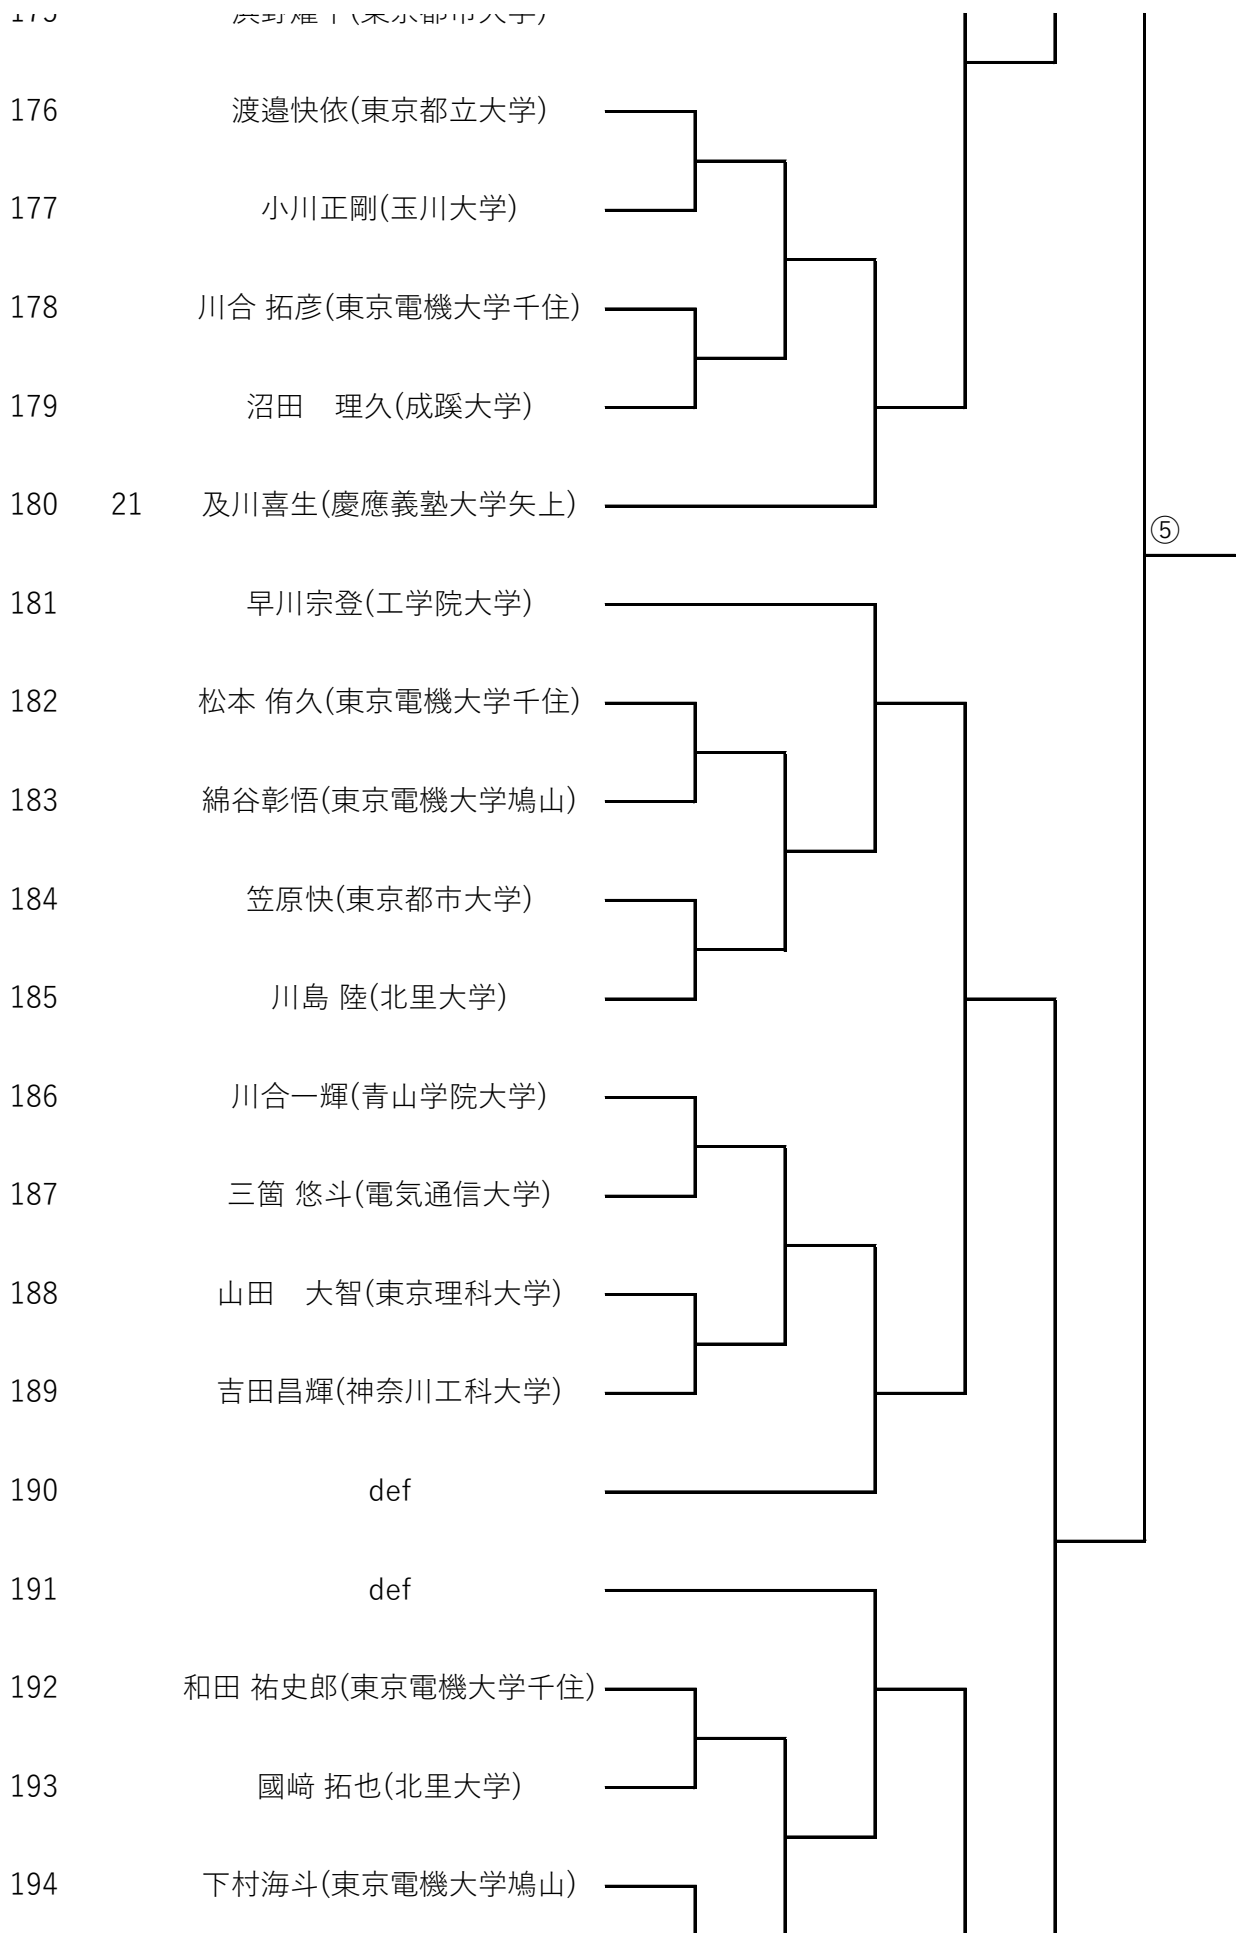 176 渡邉快依(東京都立大学)
177 小川正剛(玉川大学)
178 川合 拓彦(東京電機大学千住)
179 沼田　理久(成蹊大学)
180 21 及川喜生(慶應義塾大学矢上)
⑤
181 早川宗登(工学院大学)
182 松本 侑久(東京電機大学千住)
183 綿谷彰悟(東京電機大学鳩山)
184 笠原快(東京都市大学)
185 川島 陸(北里大学)
186 川合一輝(青山学院大学)
187 三箇 悠斗(電気通信大学)
188 山田　大智(東京理科大学)
189 吉田昌輝(神奈川工科大学)
190 def
191 def
192 和田 祐史郎(東京電機大学千住)
193 國﨑 拓也(北里大学)
194 下村海斗(東京電機大学鳩山)